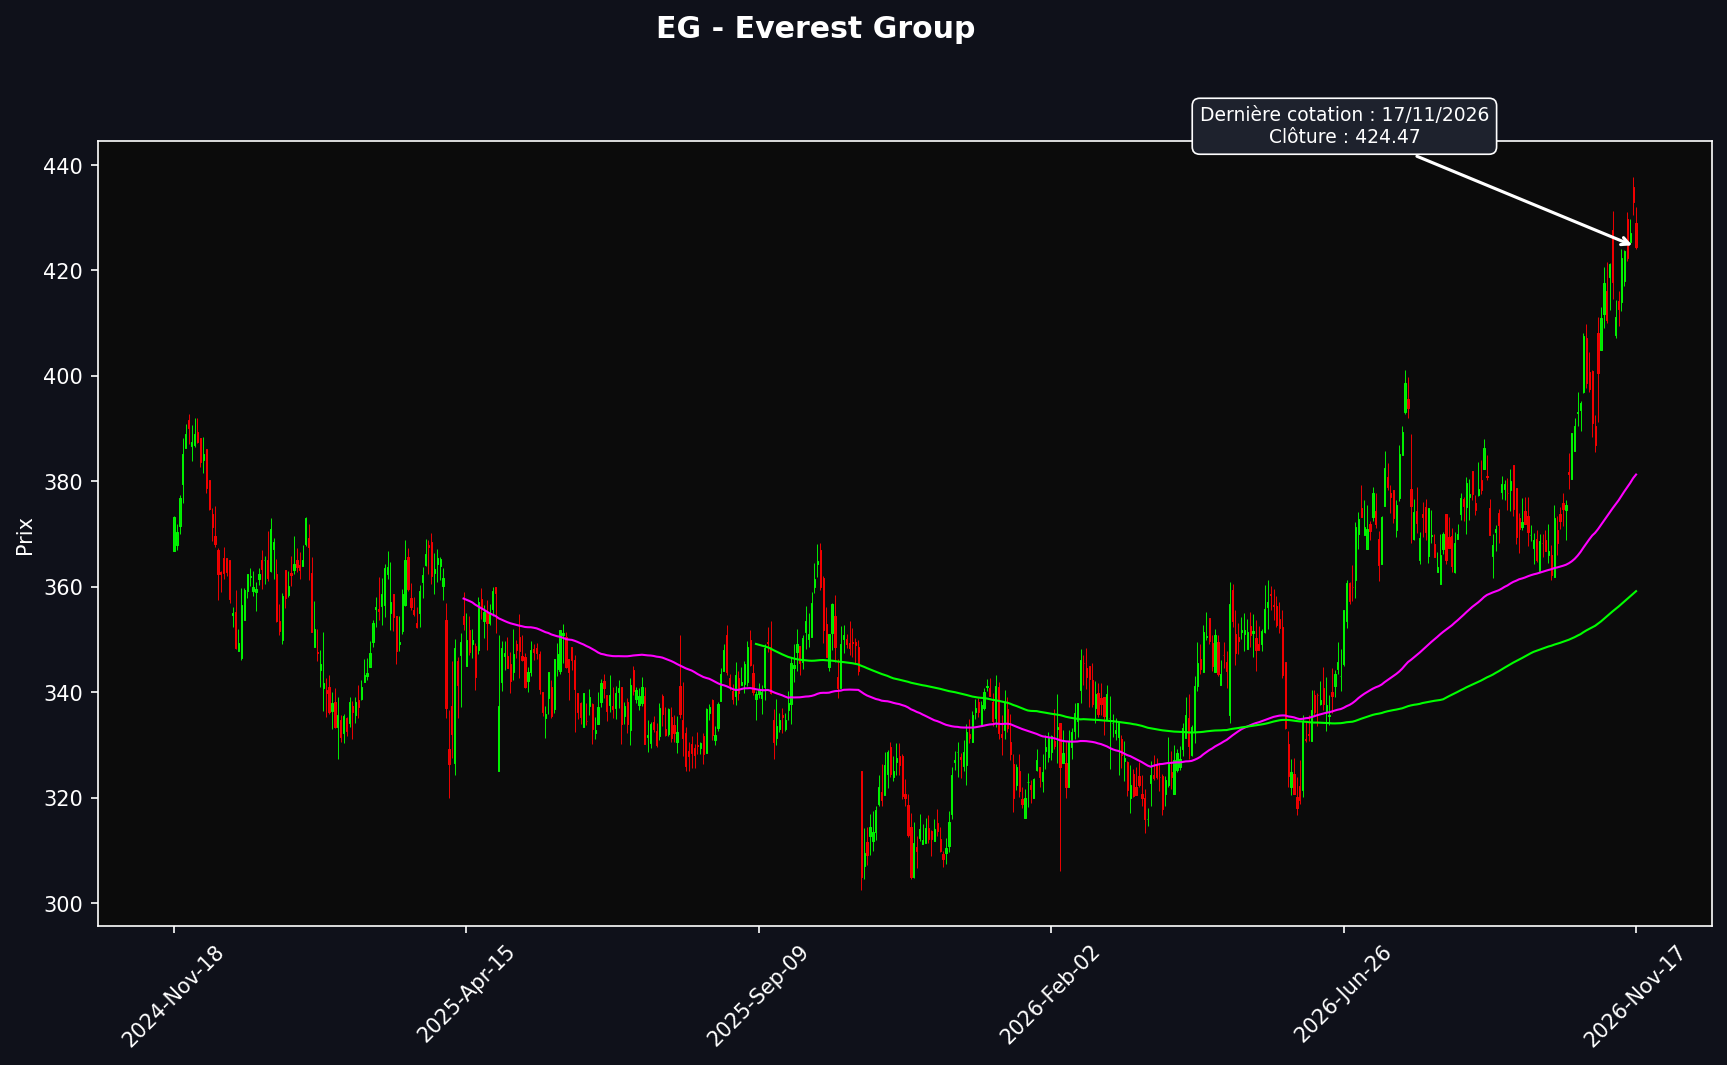 EG - Everest Group
Dernière cotation : 17/11/2026
Clôture : 424.47
Prix
440
420
400
380
360
340
320
300
2024-Nov-18
2025-Apr-15
2025-Sep-09
2026-Feb-02
2026-Jun-26
2026-Nov-17